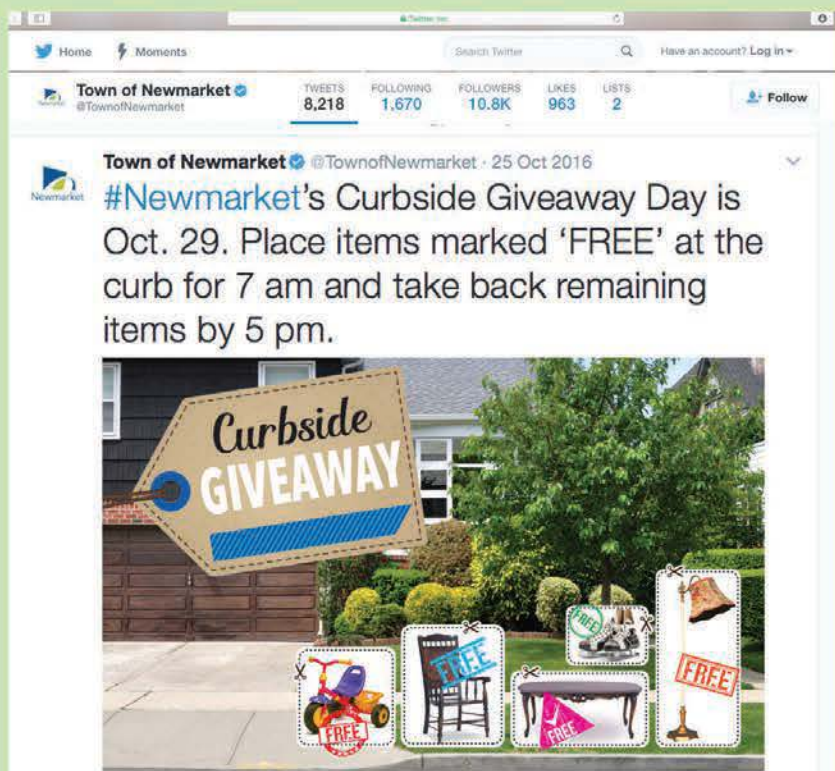 Twitter, Inc.
Home Moments Search Twitter Have an account? Log in
Town of Newmarket
@TownofNewmarket
TWEETS FOLLOWING FOLLOWERS LIKES LISTS
8,218 1,670 10.8K 963 2
Follow
Town of Newmarket @TownofNewmarket · 25 Oct 2016
Newmarket
#Newmarket's Curbside Giveaway Day is
Oct. 29. Place items marked ‘FREE’ at the
curb for 7 am and take back remaining
items by 5 pm.
Curbside
GIVEAWAY
FREE
FREE
FREE
FREE
FREE